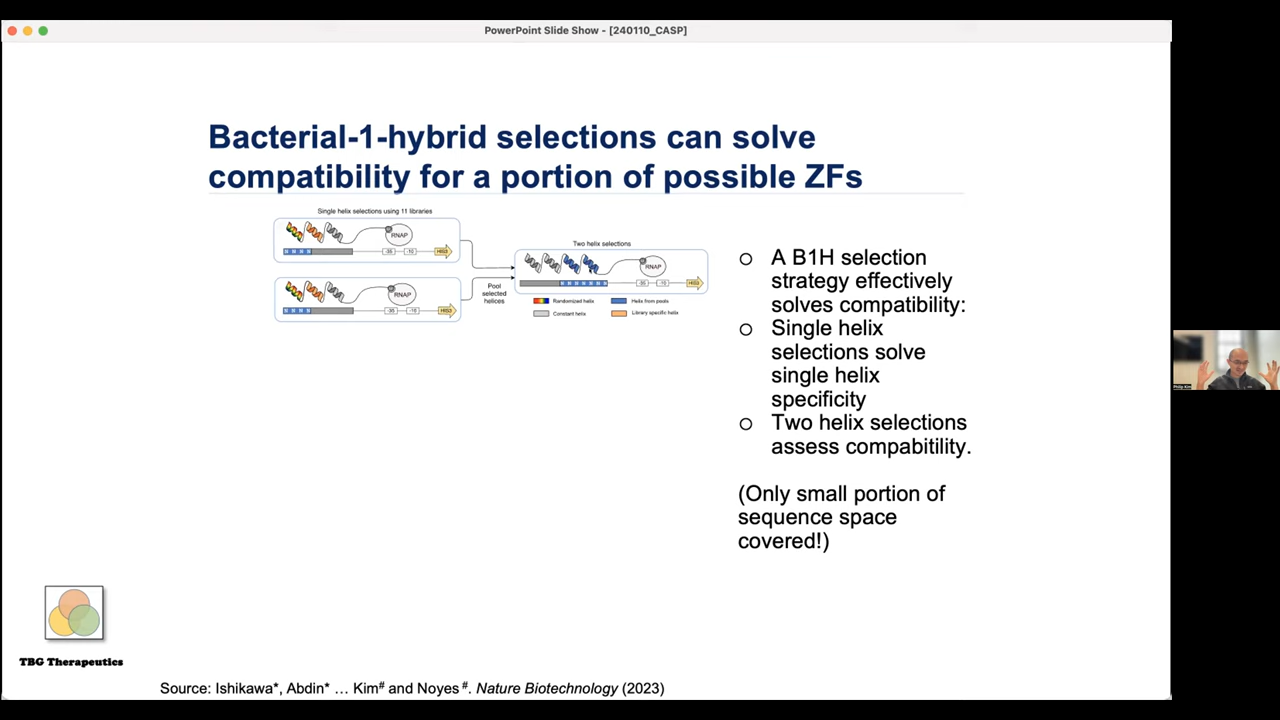 PowerPoint Slide Show - [240110_CASP]
Bacterial-1-hybrid selections can solve
compatibility for a portion of possible ZFs
Single helix selections using 11 libraries
RNAP
-35
-10
HIS3
RNAP
-35
-10
HIS3
Pool
selected
helices
Two helix selections
RNAP
-35
-10
HIS3
Randomized helix
Helix from pools
Constant helix
Library specific helix
○ A B1H selection
strategy effectively
solves compatibility:
○ Single helix
selections solve
single helix
specificity
○ Two helix selections
assess compabitility.
(Only small portion of
sequence space
covered!)
TBG Therapeutics
Source: Ishikawa*, Abdin* … Kim# and Noyes #. Nature Biotechnology (2023)
Philip Kim